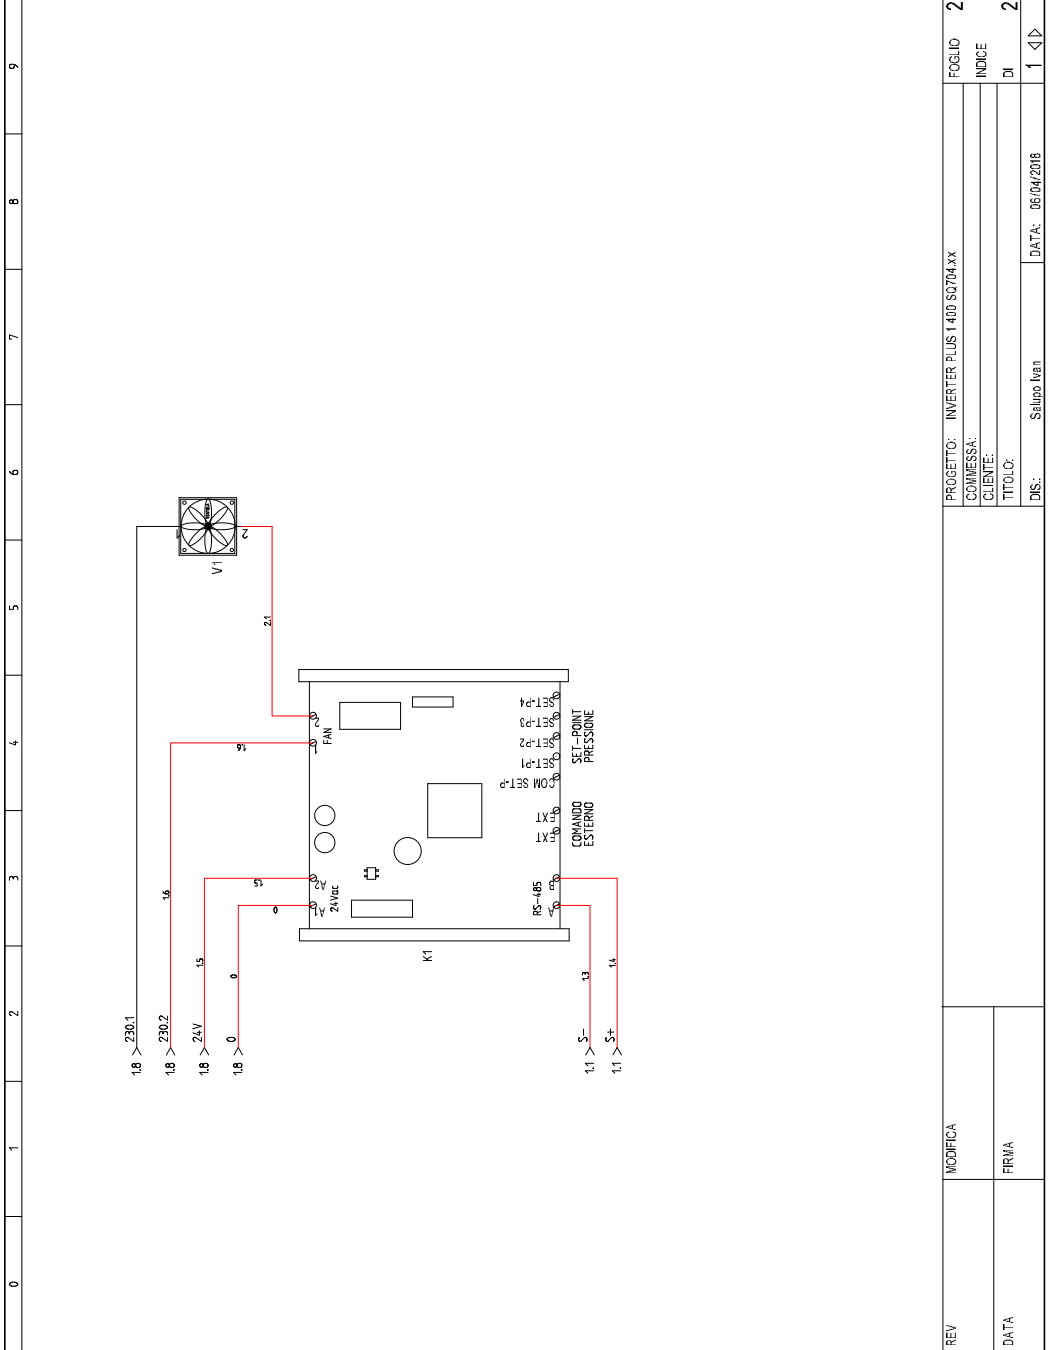 0 1 2 3 4 5 6 7 8 9
230.1
1.8
230.2
1.8
24V
1.8
0
1.8
1.6
1.6
1.5
1.5
0
0
2.1
V1
1
2
1
2
FAN
A1
A2
24Vac
K1
RS-485
A
B
EXT
EXT
COMANDO
ESTERNO
COM SET-P
SET-P1
SET-P2
SET-P3
SET-P4
SET-POINT
PRESSIONE
1.3
1.4
S-
1.1
S+
1.1
REV
MODIFICA
DATA
FIRMA
PROGETTO: INVERTER PLUS 1 400 SQ704.xx
COMMESSA:
CLIENTE:
TITOLO:
DIS.: Salupo Ivan
DATA: 06/04/2018
FOGLIO 2
INDICE
DI 2
1